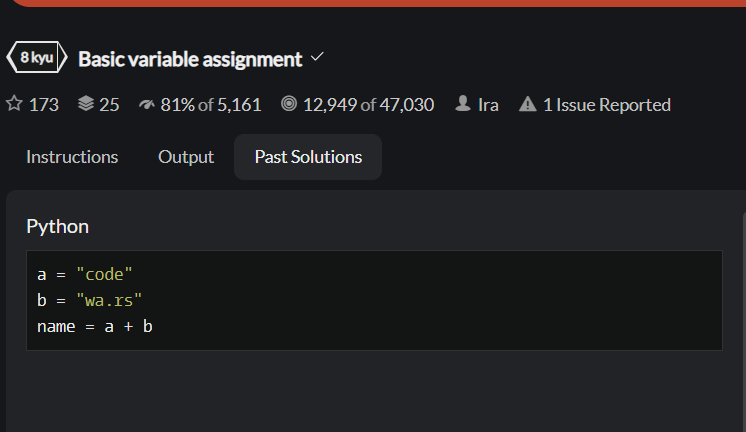 8 kyu Basic variable assignment
173 25 81% of 5,161 12,949 of 47,030 Ira 1 Issue Reported
Instructions Output Past Solutions
Python
a = "code"
b = "wa.rs"
name = a + b